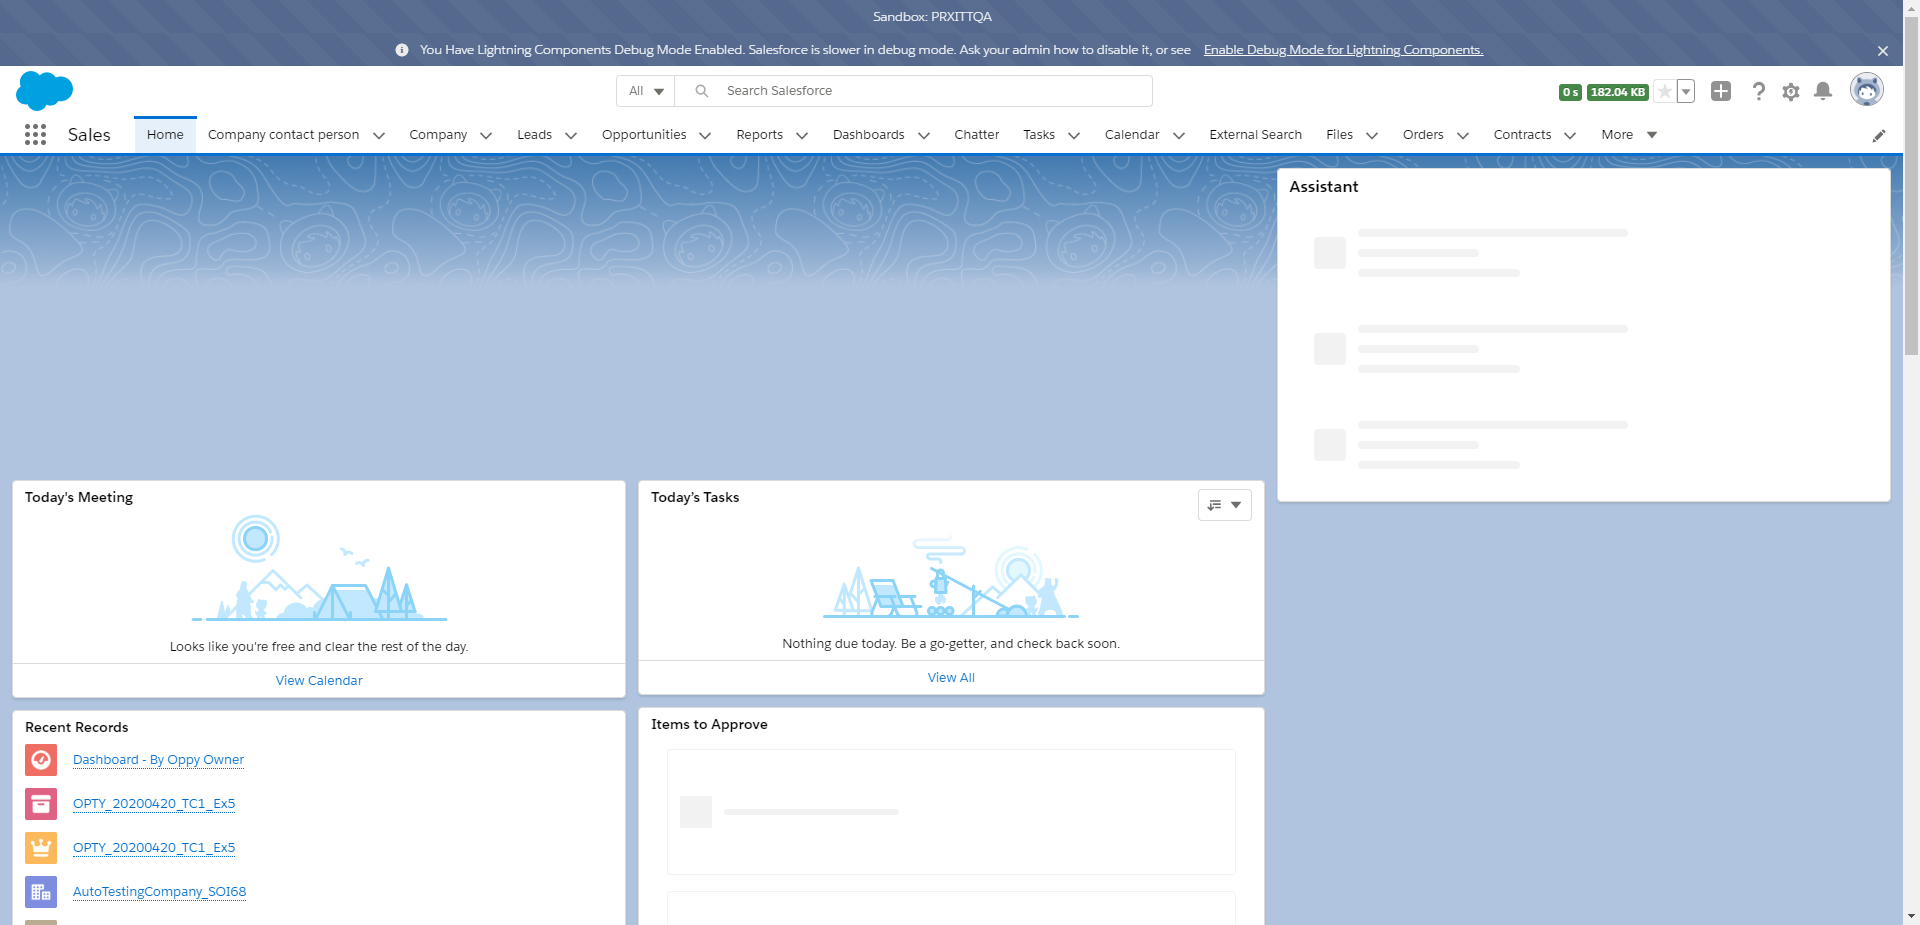 Sandbox: PRXITTQA
You Have Lightning Components Debug Mode Enabled. Salesforce is slower in debug mode. Ask your admin how to disable it, or see Enable Debug Mode for Lightning Components.
All Search Salesforce 0 s 182.04 KB
Sales Home Company contact person Company Leads Opportunities Reports Dashboards Chatter Tasks Calendar External Search Files Orders Contracts More
Assistant
Today's Meeting
Looks like you're free and clear the rest of the day.
View Calendar
Today’s Tasks
Nothing due today. Be a go-getter, and check back soon.
View All
Recent Records
Dashboard - By Oppy Owner
OPTY_20200420_TC1_Ex5
OPTY_20200420_TC1_Ex5
AutoTestingCompany_SOI68
Items to Approve